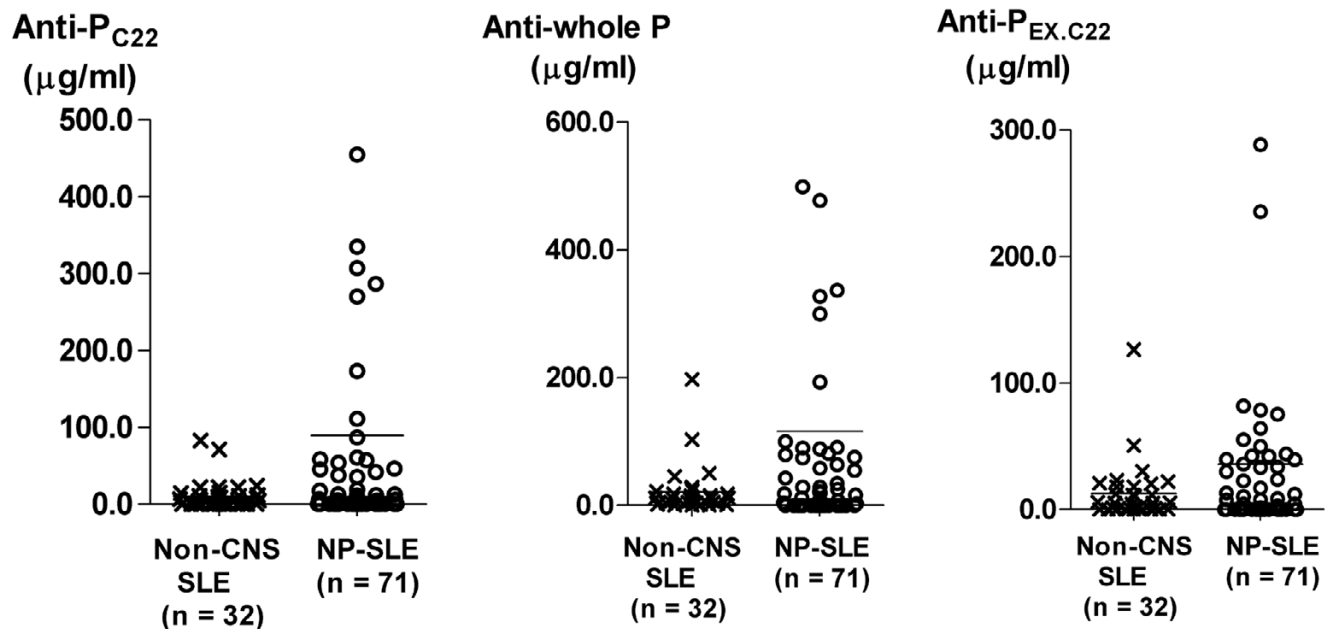 Anti-PC22
(μg/ml)
500.0
400.0
300.0
200.0
100.0
0.0
Non-CNS
SLE
(n = 32)
NP-SLE
(n = 71)
Anti-whole P
(μg/ml)
600.0
400.0
200.0
0.0
Non-CNS
SLE
(n = 32)
NP-SLE
(n = 71)
Anti-PEX.C22
(μg/ml)
300.0
200.0
100.0
0.0
Non-CNS
SLE
(n = 32)
NP-SLE
(n = 71)